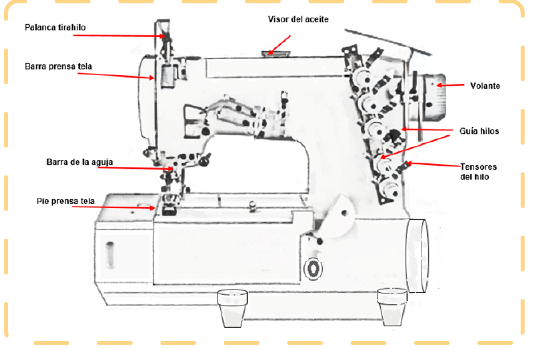 Visor del aceite
Palanca tirahilo
Barra prensa tela
Volante
Guía hilos
Barra de la aguja
Tensores
del hilo
Pie prensa tela